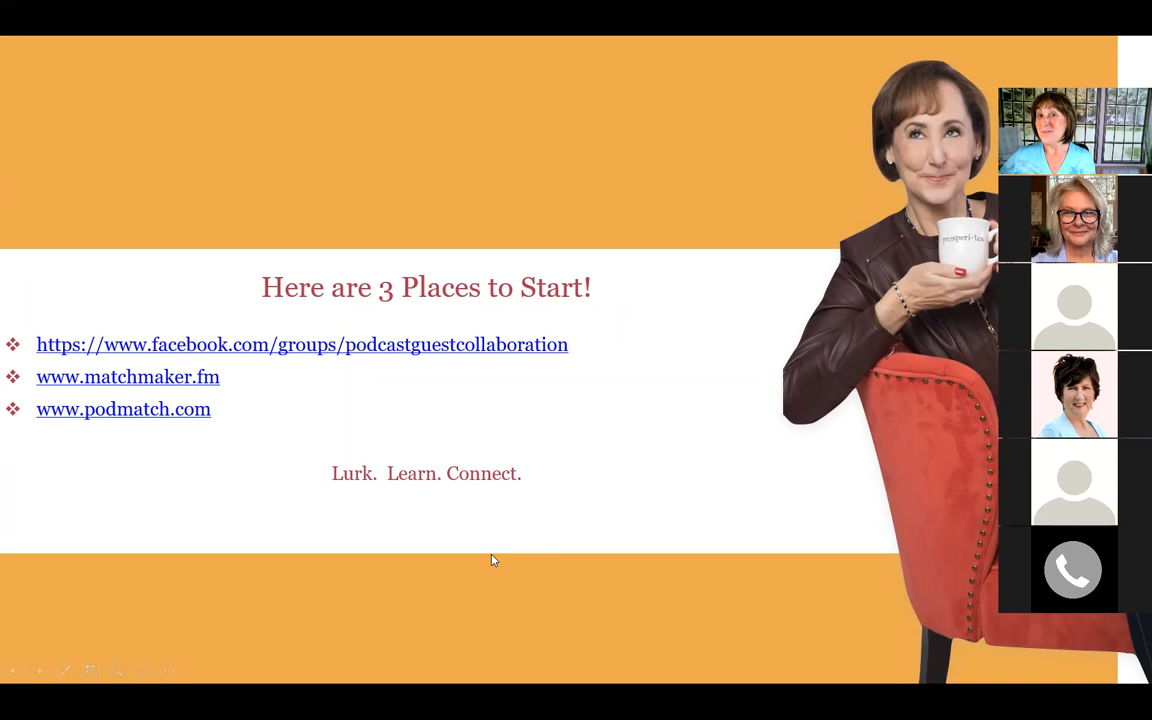 Here are 3 Places to Start!
https://www.facebook.com/groups/podcastguestcollaboration
www.matchmaker.fm
www.podmatch.com
Lurk.  Learn. Connect.
prosperi·tea